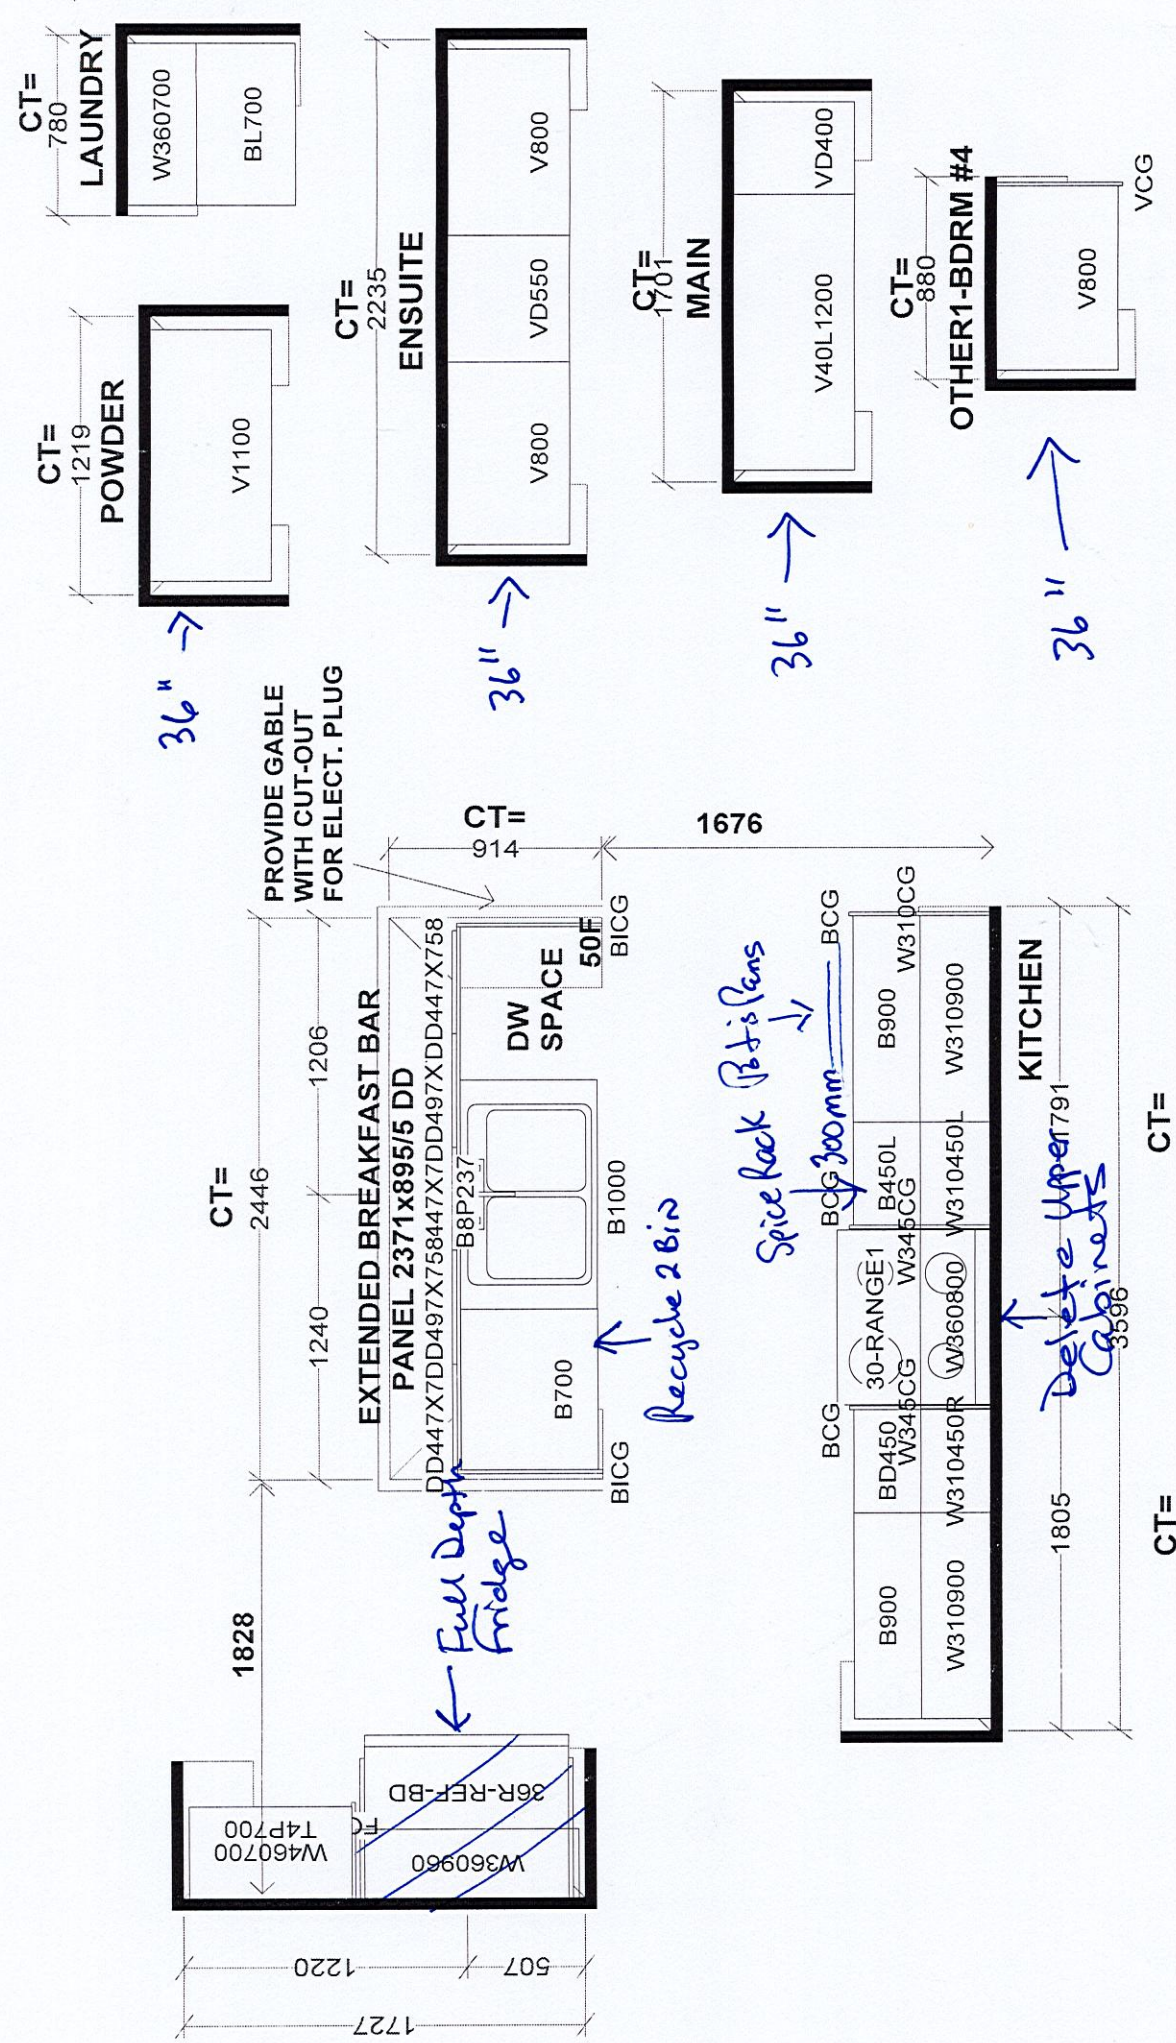 CT=
780
LAUNDRY
W360700
BL700
CT=
1219
POWDER
V1100
36" →
CT=
2235
ENSUITE
V800
VD550
V800
36" →
CT=
1701
MAIN
V40L1200
VD400
36" →
CT=
880
OTHER1-BDRM #4
V800
VCG
36" →
PROVIDE GABLE
WITH CUT-OUT
FOR ELECT. PLUG
CT=
914
1676
CT=
2446
1240
1206
EXTENDED BREAKFAST BAR
PANEL 2371x895/5 DD
DD447X7DD497X758447X7DD497XDD447X758
B8P237
B700
B1000
DW
SPACE
50F
BICG
BICG
Recycle 2 Bin
Full Depth
Fridge
1828
W460700
T4P700
FC
36R-REF-BD
W360960
1220
507
1727
Spice Rack
Pots & Pans
300mm
BCG
BCG
BCG
B900
BD450
W345CG
30-RANGE1
W345CG
B450L
B900
W310CG
W310900
W310450R
W360800
W310450L
W310900
KITCHEN
Delete Upper
Cabinets
1805
1791
3596
CT=
CT=